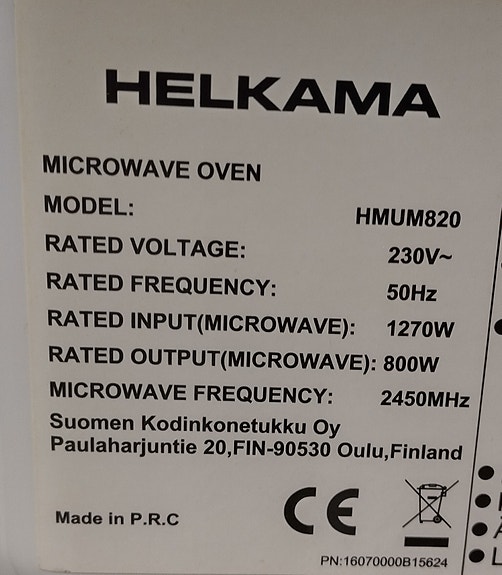 HELKAMA
MICROWAVE OVEN
MODEL: HMUM820
RATED VOLTAGE: 230V~
RATED FREQUENCY: 50Hz
RATED INPUT(MICROWAVE): 1270W
RATED OUTPUT(MICROWAVE): 800W
MICROWAVE FREQUENCY: 2450MHz
Suomen Kodinkonetukku Oy
Paulaharjuntie 20,FIN-90530 Oulu,Finland
Made in P.R.C
CE
PN:16070000B15624